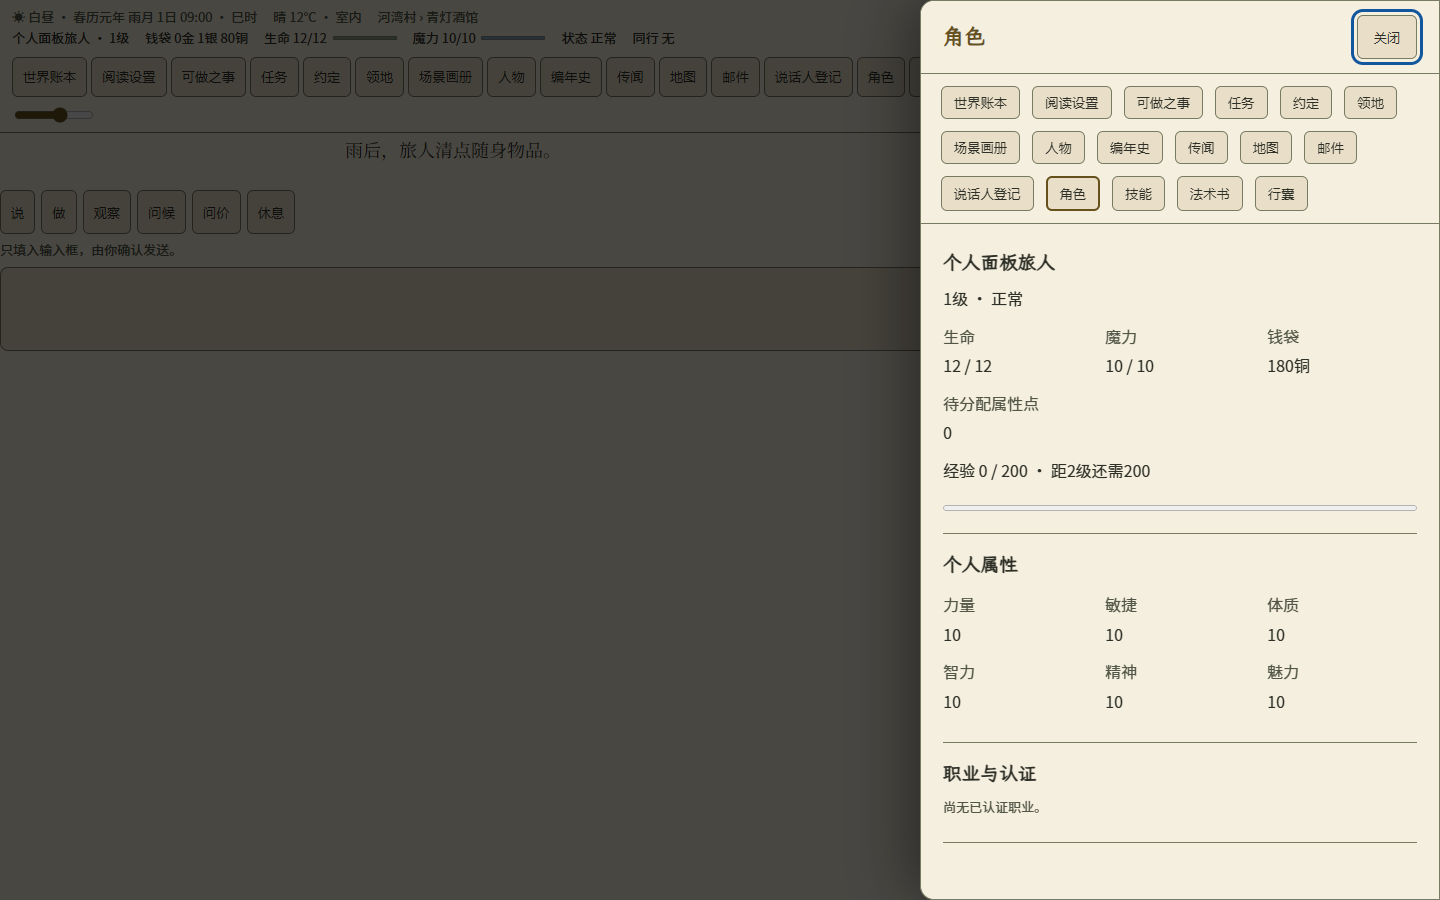 ☀ 白昼 · 春历元年 雨月 1日 09:00 · 巳时 晴 12°C · 室内 河湾村 › 青灯酒馆
个人面板旅人 · 1级 钱袋 0金 1银 80铜 生命 12/12 魔力 10/10 状态 正常 同行 无
世界账本 阅读设置 可做之事 任务 约定 领地 场景画册 人物 编年史 传闻 地图 邮件 说话人登记 角色
雨后，旅人清点随身物品。
说 做 观察 问候 问价 休息
只填入输入框，由你确认发送。
角色
关闭
世界账本 阅读设置 可做之事 任务 约定 领地
场景画册 人物 编年史 传闻 地图 邮件
说话人登记 角色 技能 法术书 行囊
个人面板旅人
1级 · 正常
生命 魔力 钱袋
12 / 12 10 / 10 180铜
待分配属性点
0
经验 0 / 200 · 距2级还需200
个人属性
力量 敏捷 体质
10 10 10
智力 精神 魅力
10 10 10
职业与认证
尚无已认证职业。